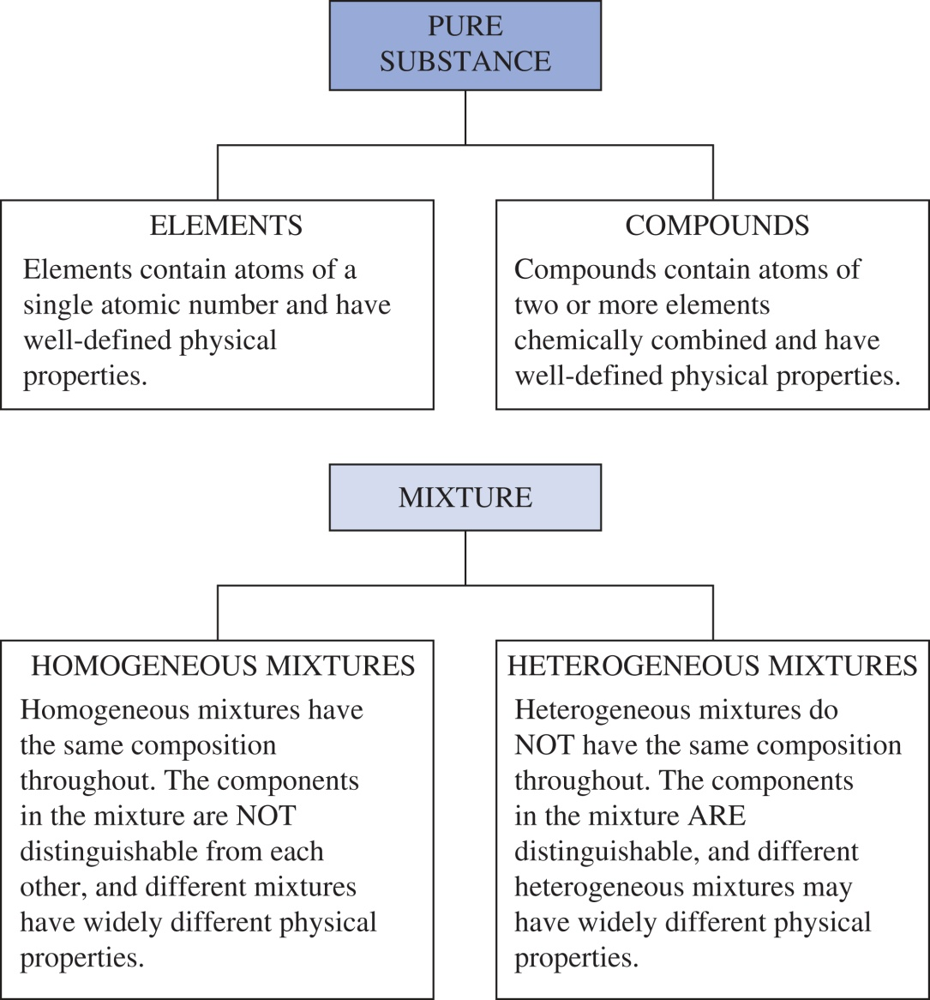 PURE
SUBSTANCE
ELEMENTS
Elements contain atoms of a
single atomic number and have
well-defined physical
properties.
COMPOUNDS
Compounds contain atoms of
two or more elements
chemically combined and have
well-defined physical properties.
MIXTURE
HOMOGENEOUS MIXTURES
Homogeneous mixtures have
the same composition
throughout. The components
in the mixture are NOT
distinguishable from each
other, and different mixtures
have widely different physical
properties.
HETEROGENEOUS MIXTURES
Heterogeneous mixtures do
NOT have the same composition
throughout. The components
in the mixture ARE
distinguishable, and different
heterogeneous mixtures may
have widely different physical
properties.